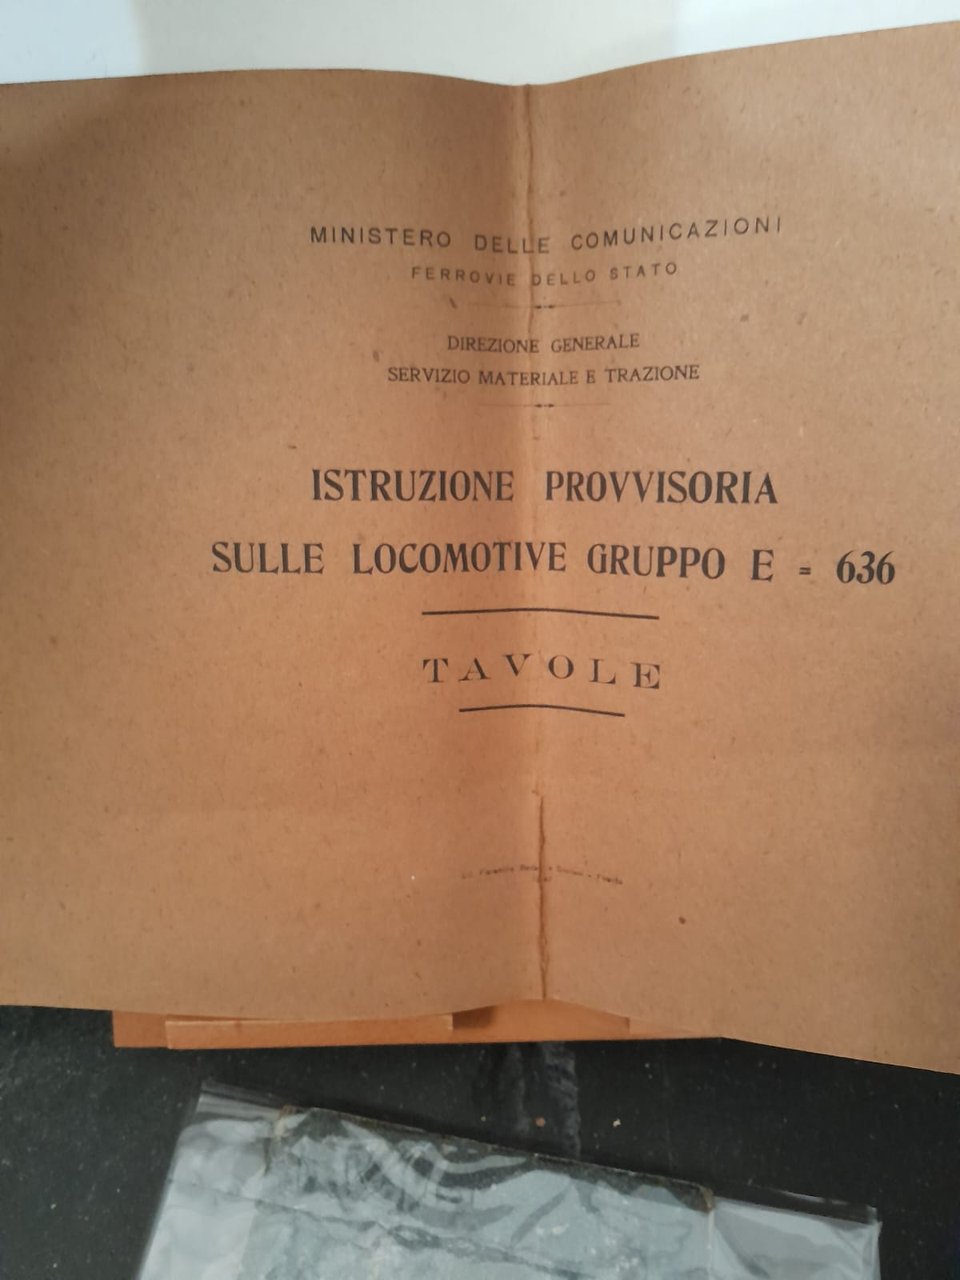 MINISTERO DELLE COMUNICAZIONI
FERROVIE DELLO STATO
DIREZIONE GENERALE
SERVIZIO MATERIALE E TRAZIONE
ISTRUZIONE PROVVISORIA
SULLE LOCOMOTIVE GRUPPO E = 636
TAVOLE